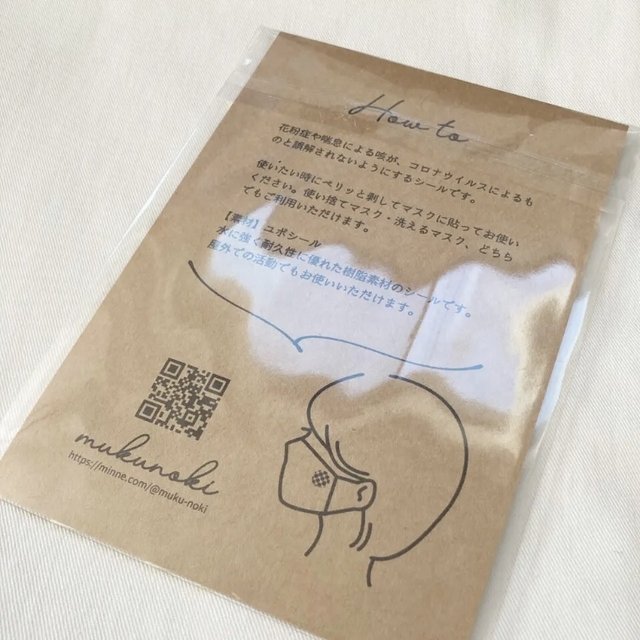 How to
花粉症や喘息による咳が、コロナウイルスによるも
のと誤解されないようにするシールです。
使いたい時にペリッと剥してマスクに貼ってお使い
ください。使い捨てマスク・洗えるマスク、どちら
でもご利用いただけます。
【素材】ユポシール
水に強く耐久性に優れた樹脂素材のシールです。
屋外での活動でもお使いいただけます。
mukunoki
https://minne.com/@muku-noki